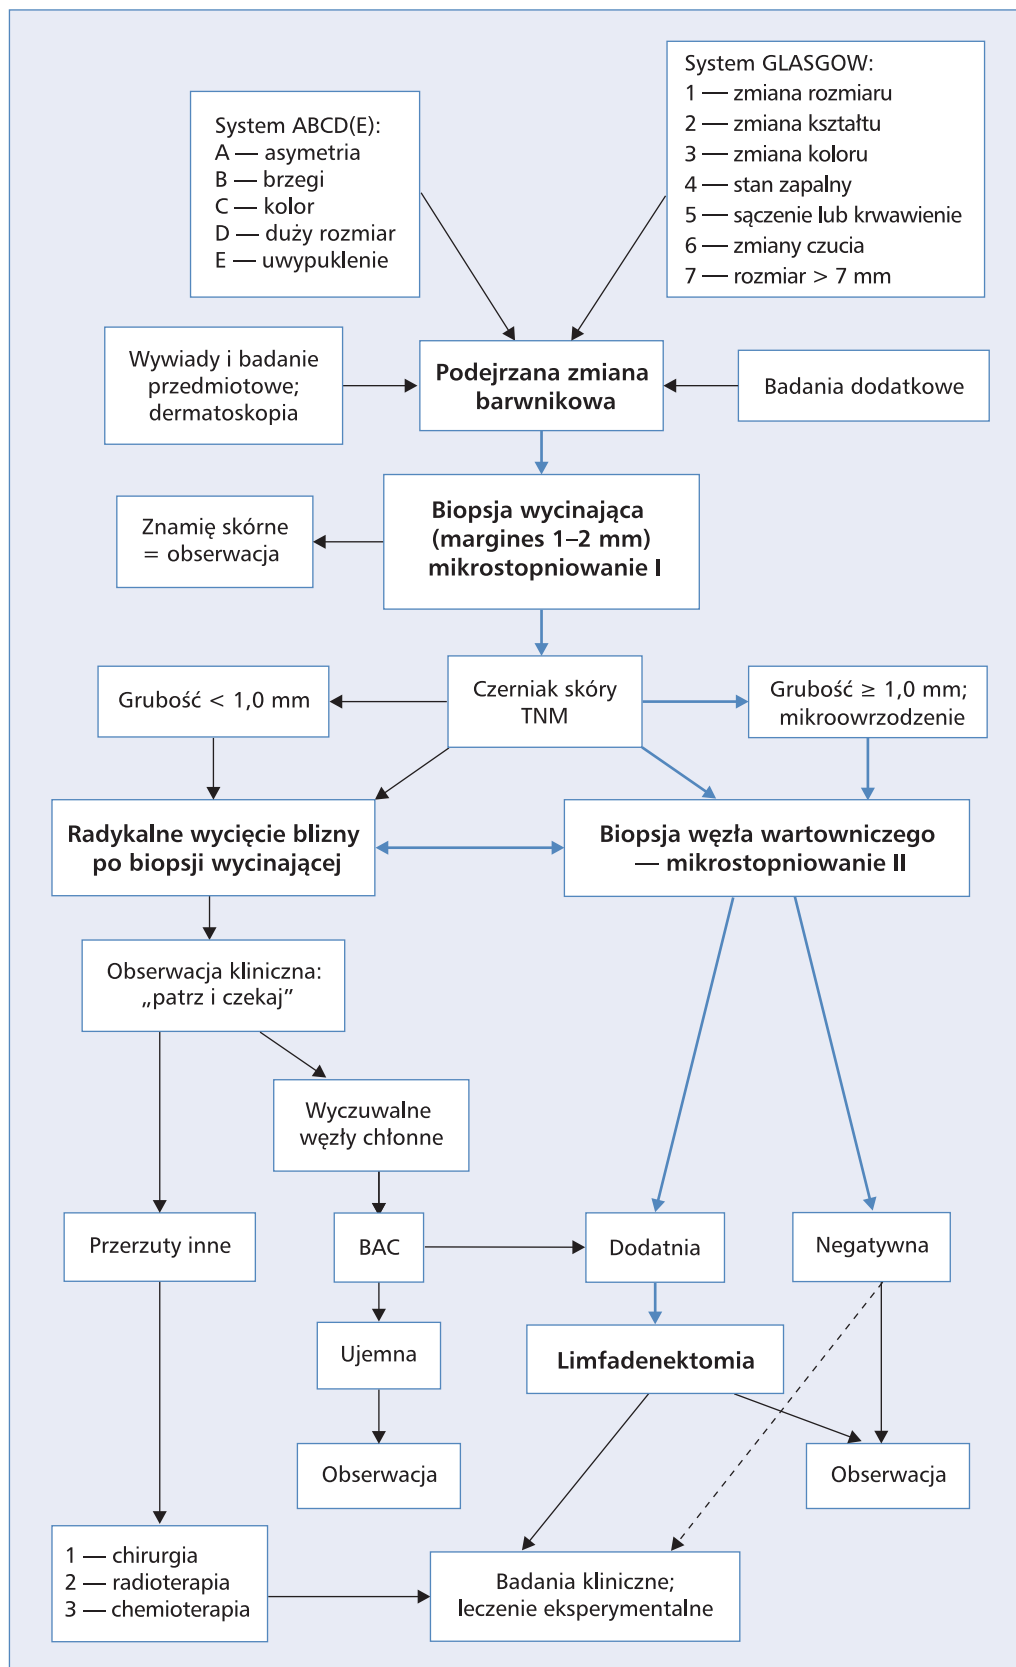 System ABCD(E):
A — asymetria
B — brzegi
C — kolor
D — duży rozmiar
E — uwypuklenie
System GLASGOW:
1 — zmiana rozmiaru
2 — zmiana kształtu
3 — zmiana koloru
4 — stan zapalny
5 — sączenie lub krwawienie
6 — zmiany czucia
7 — rozmiar > 7 mm
Wywiady i badanie
przedmiotowe;
dermatoskopia
Podejrzana zmiana
barwnikowa
Badania dodatkowe
Znamię skórne
= obserwacja
Biopsja wycinająca
(margines 1–2 mm)
mikrostopniowanie I
Grubość < 1,0 mm
Czerniak skóry
TNM
Grubość ≥ 1,0 mm;
mikroowrzodzenie
Radykalne wycięcie blizny
po biopsji wycinającej
Biopsja węzła wartowniczego
— mikrostopniowanie II
Obserwacja kliniczna:
„patrz i czekaj”
Wyczuwalne
węzły chłonne
Przerzuty inne
BAC
Dodatnia
Negatywna
Ujemna
Limfadenektomia
Obserwacja
Obserwacja
1 — chirurgia
2 — radioterapia
3 — chemioterapia
Badania kliniczne;
leczenie eksperymentalne